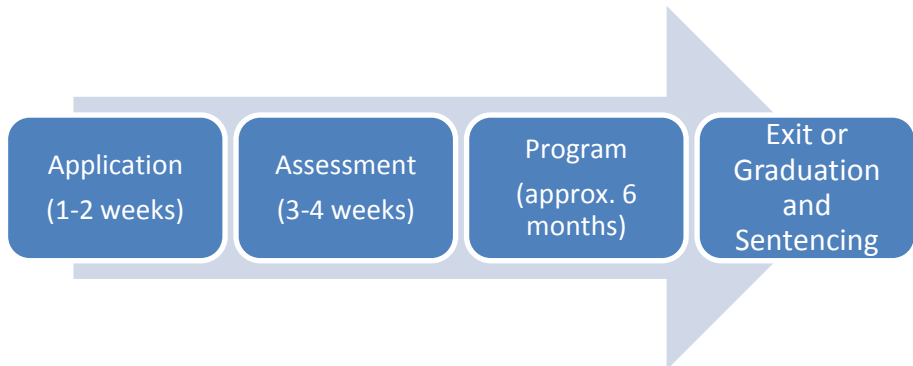 Application
(1-2 weeks)
Assessment
(3-4 weeks)
Program
(approx. 6
months)
Exit or
Graduation
and
Sentencing